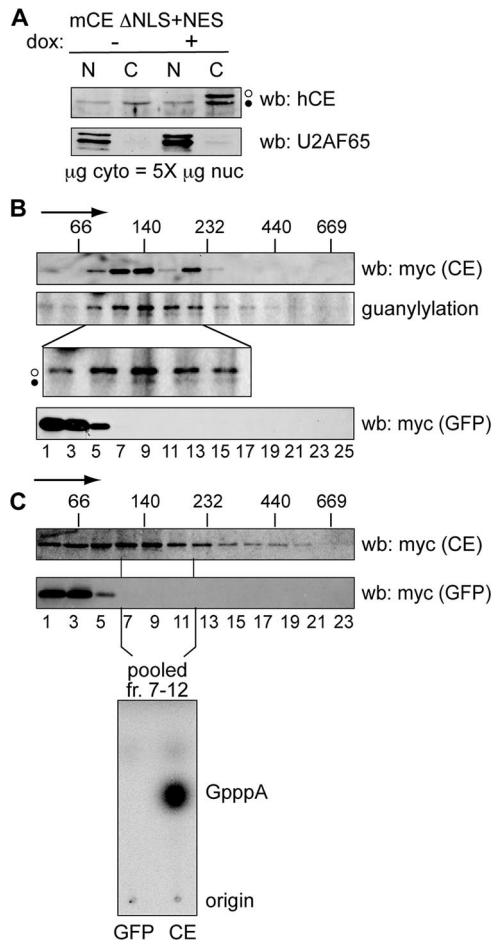 A
mCE ΔNLS+NES
dox: - +
N C N C
○ wb: hCE
●
wb: U2AF65
μg cyto = 5X μg nuc
B
66 140 232 440 669
wb: myc (CE)
guanylylation
○
●
wb: myc (GFP)
1 3 5 7 9 11 13 15 17 19 21 23 25
C
66 140 232 440 669
wb: myc (CE)
wb: myc (GFP)
1 3 5 7 9 11 13 15 17 19 21 23
pooled
fr. 7-12
GpppA
origin
GFP CE